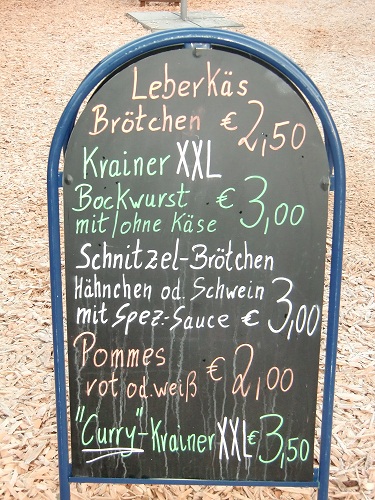 Leberkäs
Brötchen € 2,50
Krainer XXL
Bockwurst
mit/ohne Käse € 3,00
Schnitzel-Brötchen
Hähnchen od. Schwein
mit Spez.-Sauce € 3,00
Pommes
rot od. weiß € 2,00
"Curry"-Krainer XXL € 3,50